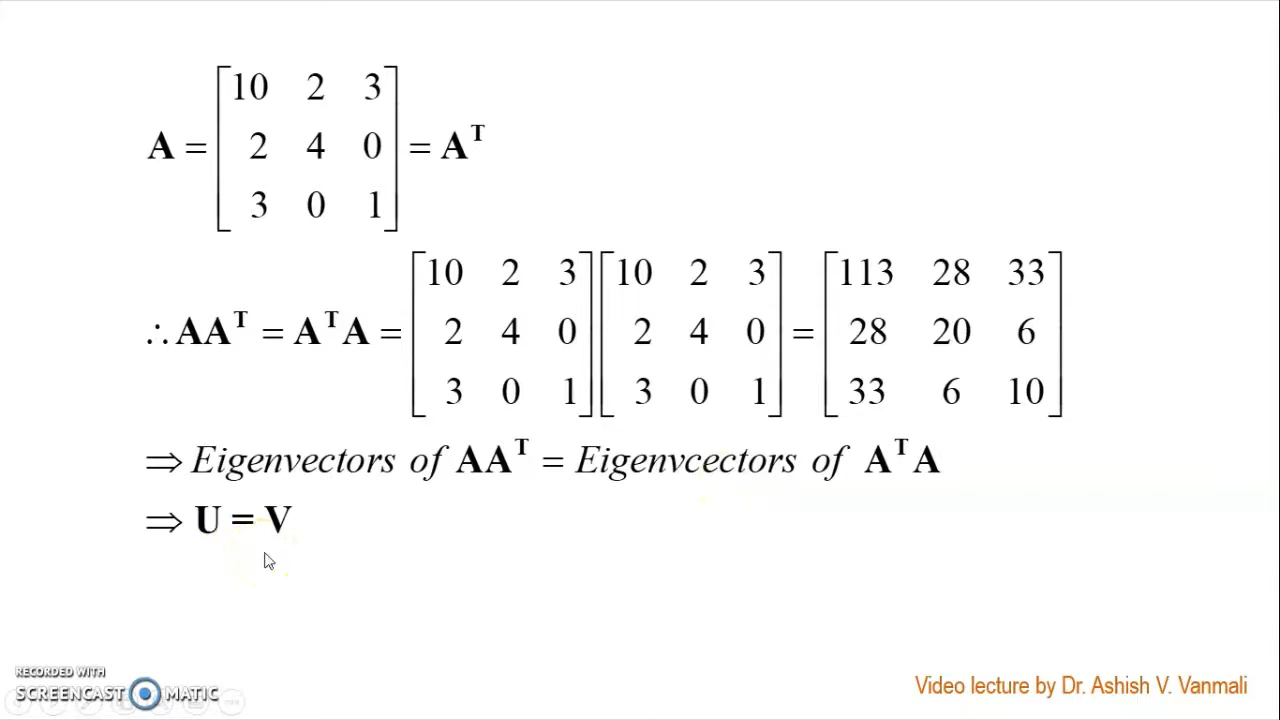 A = [10 2 3
2 4 0
3 0 1] = Aᵀ
∴ AAᵀ = AᵀA = [10 2 3
2 4 0
3 0 1] [10 2 3
2 4 0
3 0 1] = [113 28 33
28 20 6
33 6 10]
⇒ Eigenvectors of AAᵀ = Eigenvcectors of AᵀA
⇒ U = V
RECORDED WITH
SCREENCAST MATIC
Video lecture by Dr. Ashish V. Vanmali